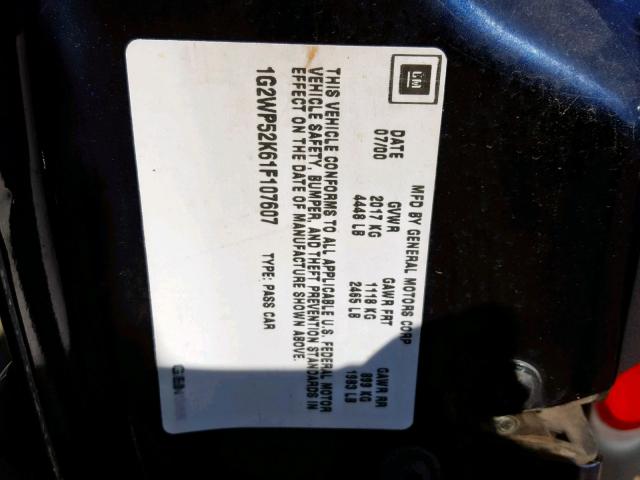 GM
MFD BY GENERAL MOTORS CORP
DATE GVWR GAWR FRT GAWR RR
07/00 2017 KG 1118 KG 899 KG
4448 LB 2465 LB 1983 LB
THIS VEHICLE CONFORMS TO ALL APPLICABLE U.S. FEDERAL MOTOR
VEHICLE SAFETY, BUMPER, AND THEFT PREVENTION STANDARDS IN
EFFECT ON THE DATE OF MANUFACTURE SHOWN ABOVE.
1G2WP52K61F107607 TYPE: PASS CAR